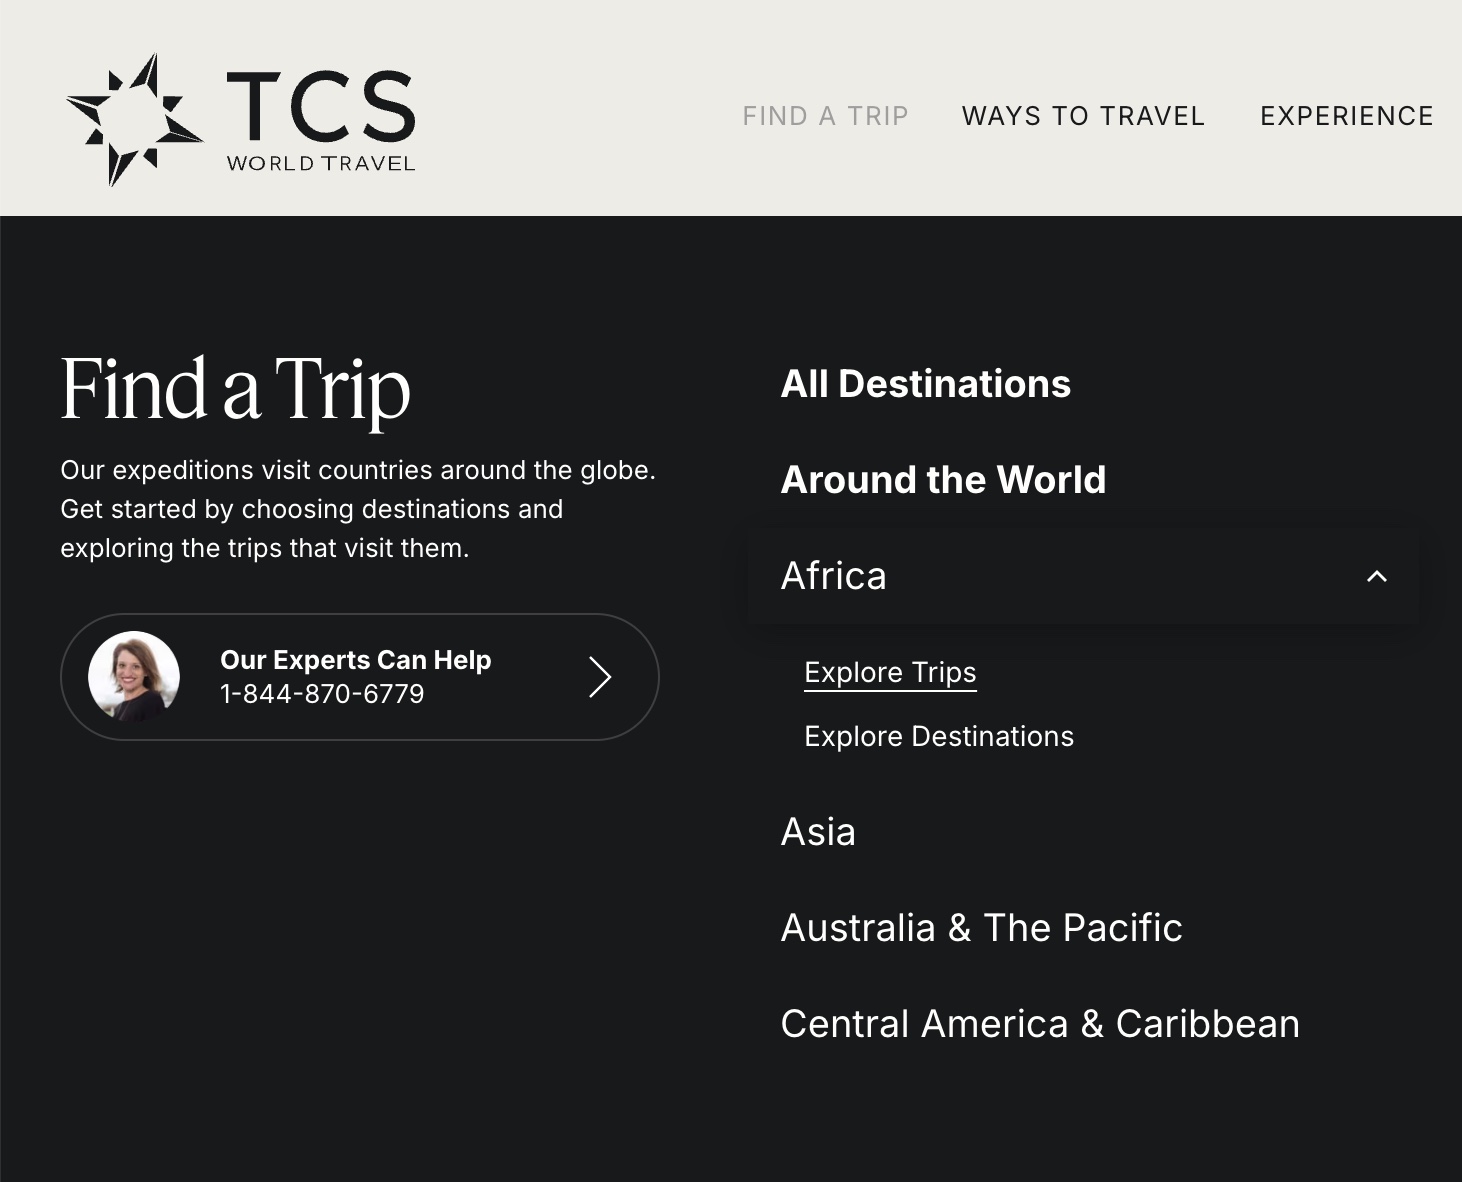 TCS
WORLD TRAVEL
FIND A TRIP
WAYS TO TRAVEL
EXPERIENCE
Find a Trip
Our expeditions visit countries around the globe.
Get started by choosing destinations and
exploring the trips that visit them.
Our Experts Can Help
1-844-870-6779
All Destinations
Around the World
Africa
Explore Trips
Explore Destinations
Asia
Australia & The Pacific
Central America & Caribbean